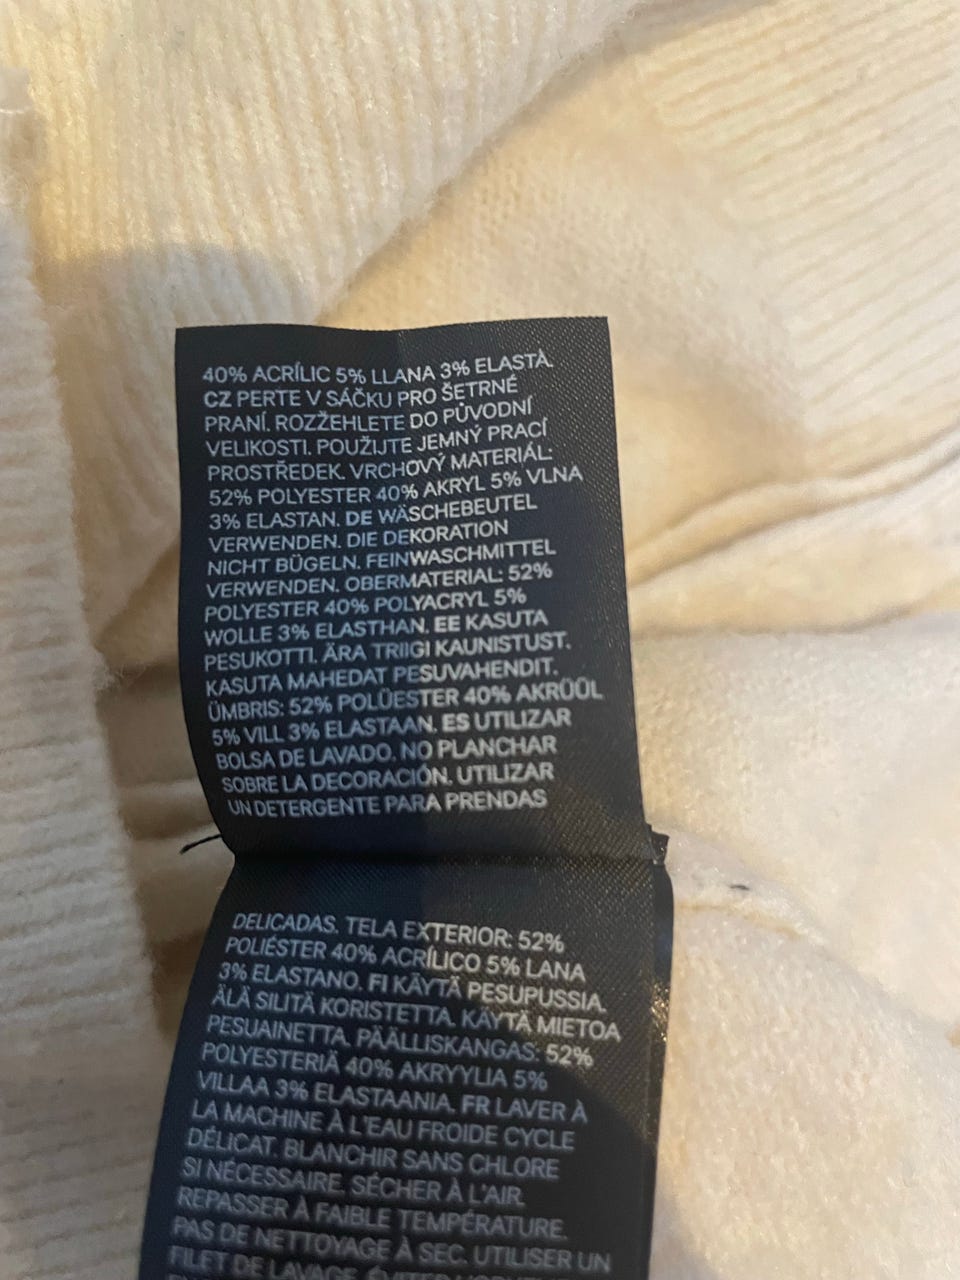 40% ACRÍLIC 5% LLANA 3% ELASTÀ.
CZ PERTE V SÁČKU PRO ŠETRNÉ
PRANÍ. ROZŽEHLETE DO PŮVODNÍ
VELIKOSTI. POUŽIJTE JEMNÝ PRACÍ
PROSTŘEDEK. VRCHOVÝ MATERIÁL:
52% POLYESTER 40% AKRYL 5% VLNA
3% ELASTAN. DE WÄSCHEBEUTEL
VERWENDEN. DIE DEKORATION
NICHT BÜGELN. FEINWASCHMITTEL
VERWENDEN. OBERMATERIAL: 52%
POLYESTER 40% POLYACRYL 5%
WOLLE 3% ELASTHAN. EE KASUTA
PESUKOTTI. ÄRA TRIIGI KAUNISTUST.
KASUTA MAHEDAT PESUVAHENDIT.
ÜMBRIS: 52% POLÜESTER 40% AKRÜÜL
5% VILL 3% ELASTAAN. ES UTILIZAR
BOLSA DE LAVADO. NO PLANCHAR
SOBRE LA DECORACIÓN. UTILIZAR
UN DETERGENTE PARA PRENDAS
DELICADAS. TELA EXTERIOR: 52%
POLIÉSTER 40% ACRÍLICO 5% LANA
3% ELASTANO. FI KÄYTÄ PESUPUSSIA.
ÄLÄ SILITÄ KORISTETTA. KÄYTÄ MIETOA
PESUAINETTA. PÄÄLLISKANGAS: 52%
POLYESTERIÄ 40% AKRYYLIA 5%
VILLAA 3% ELASTAANIA. FR LAVER À
LA MACHINE À L'EAU FROIDE CYCLE
DÉLICAT. BLANCHIR SANS CHLORE
SI NÉCESSAIRE. SÉCHER À L'AIR.
REPASSER À FAIBLE TEMPÉRATURE.
PAS DE NETTOYAGE À SEC. UTILISER UN
FILET DE LAVAGE. ÉVITER